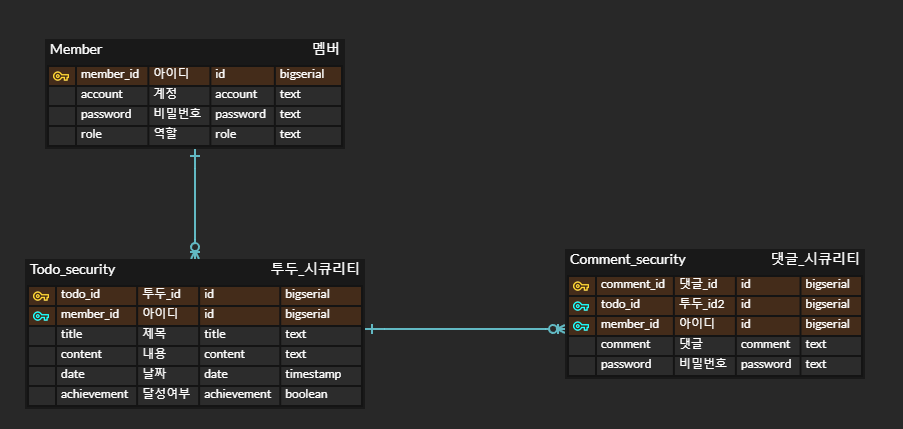 Member 멤버
member_id 아이디 id bigserial
account 계정 account text
password 비밀번호 password text
role 역할 role text
Todo_security 투두_시큐리티
todo_id 투두_id id bigserial
member_id 아이디 id bigserial
title 제목 title text
content 내용 content text
date 날짜 date timestamp
achievement 달성여부 achievement boolean
Comment_security 댓글_시큐리티
comment_id 댓글_id id bigserial
todo_id 투두_id2 id bigserial
member_id 아이디 id bigserial
comment 댓글 comment text
password 비밀번호 password text